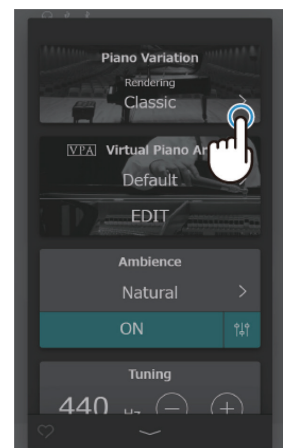 Piano Variation
Rendering
Classic
VPA Virtual Piano Ar
Default
EDIT
Ambience
Natural
ON
Tuning
440 Hz